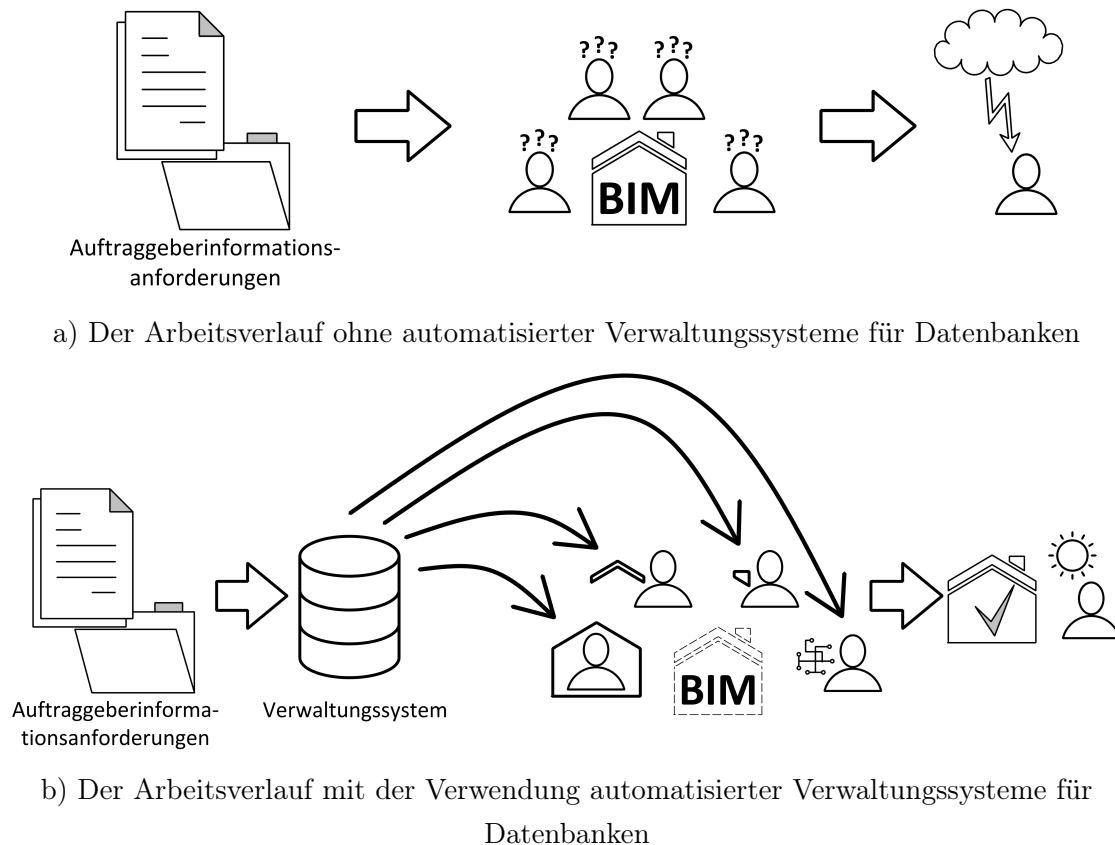 ???
???
???
???
BIM
Auftraggeberinformations-
anforderungen
a) Der Arbeitsverlauf ohne automatisierter Verwaltungssysteme für Datenbanken
BIM
Auftraggeberinforma-
tionsanforderungen
Verwaltungssystem
b) Der Arbeitsverlauf mit der Verwendung automatisierter Verwaltungssysteme für
Datenbanken